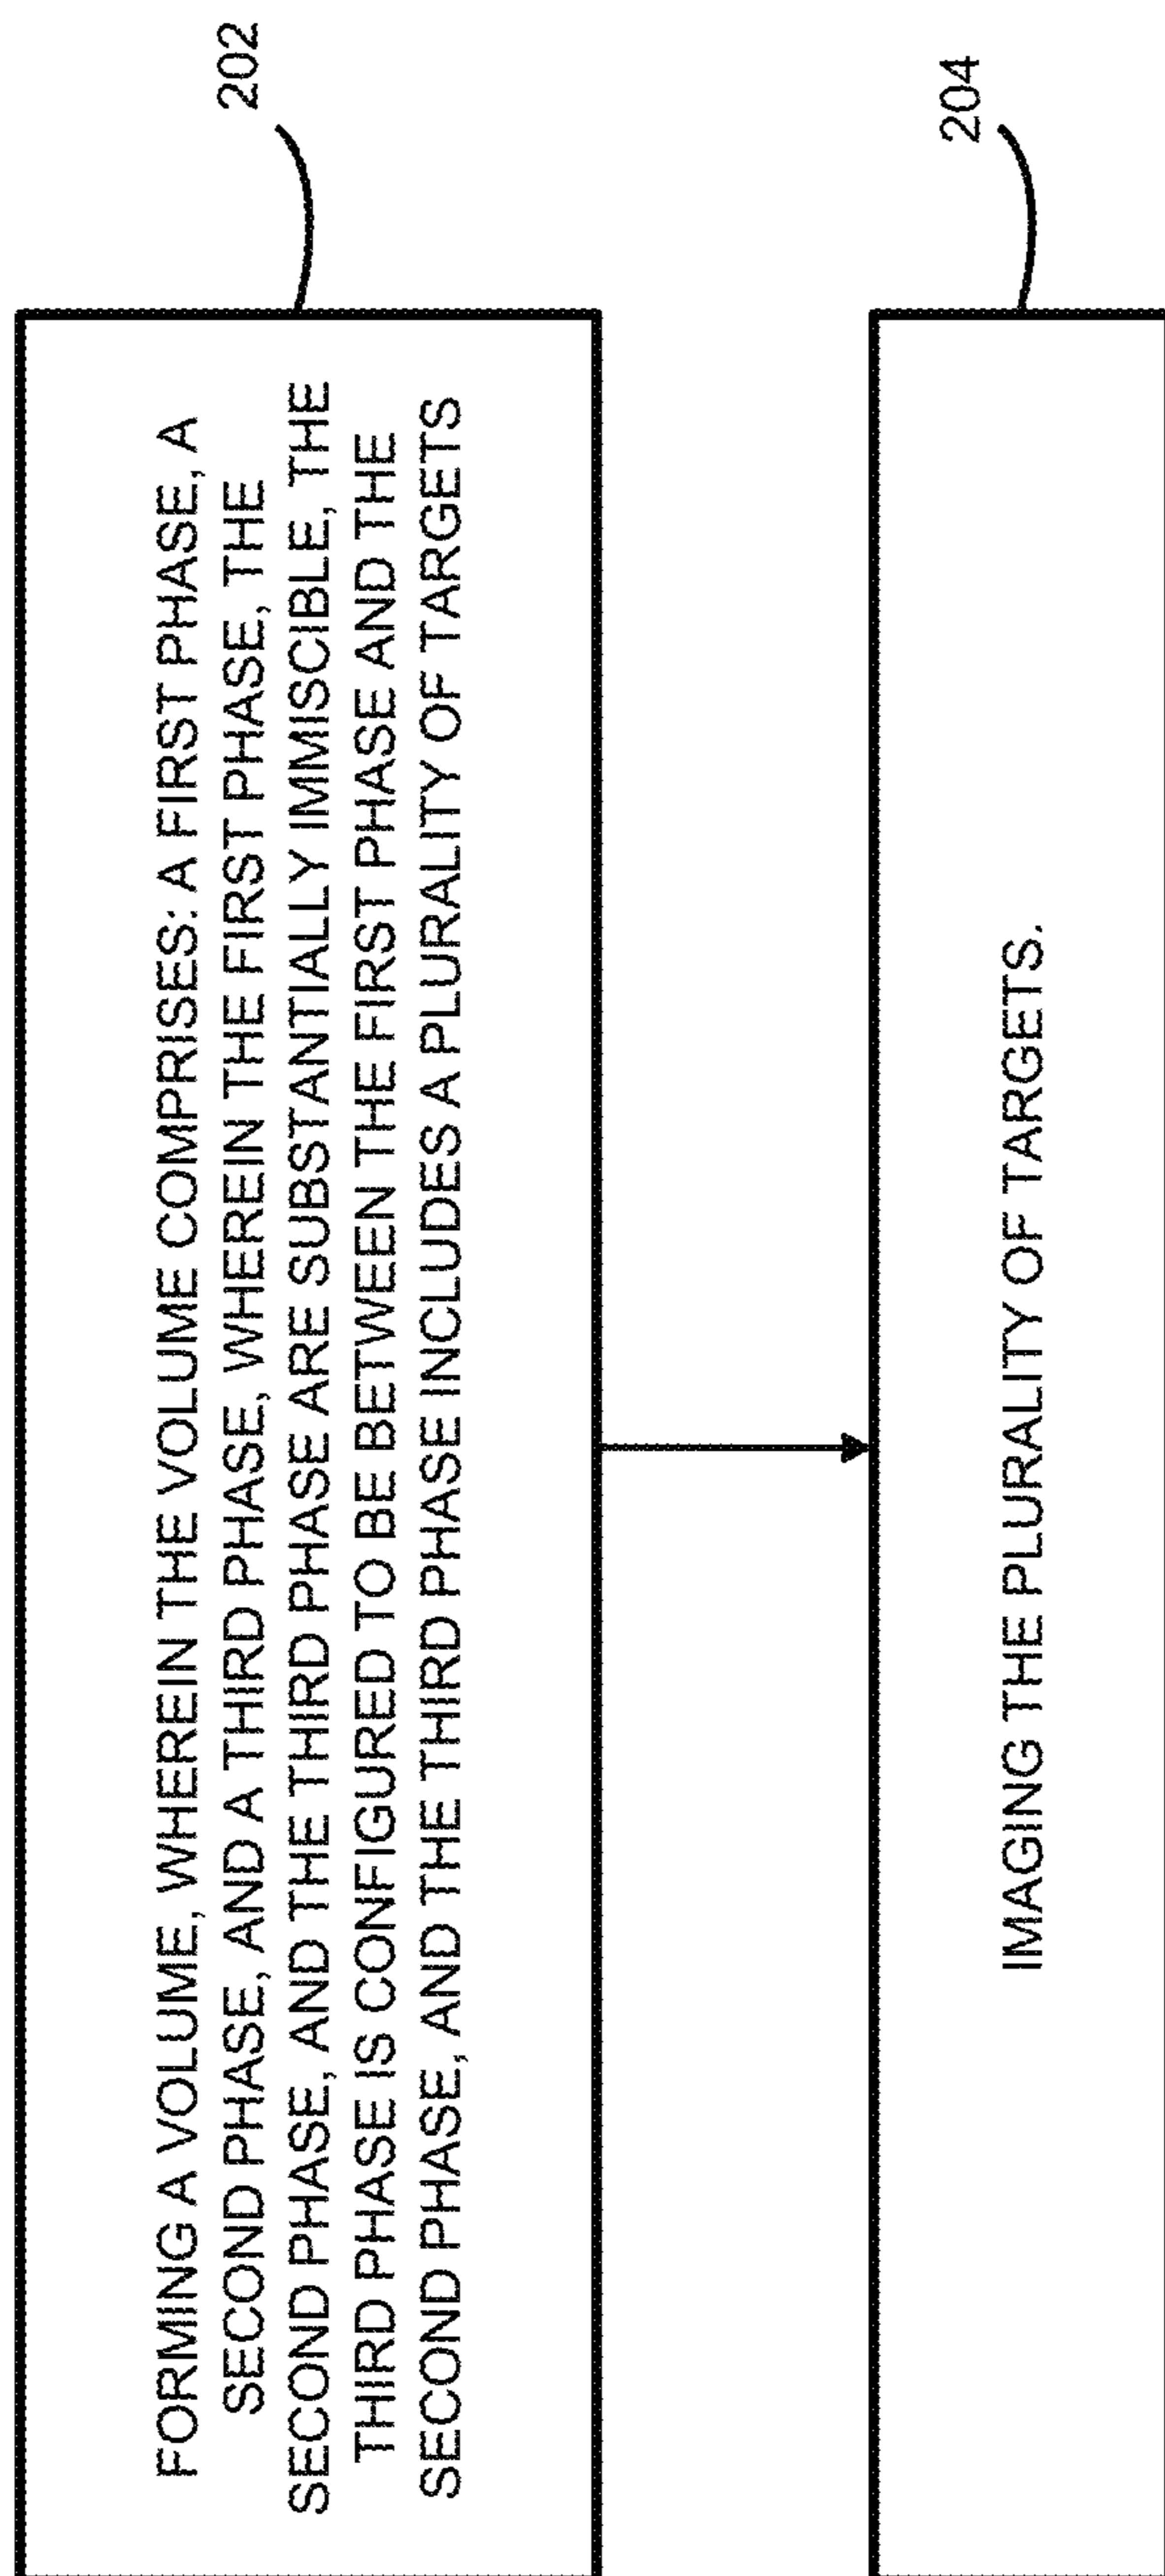 FORMING A VOLUME, WHEREIN THE VOLUME COMPRISES: A FIRST PHASE, A
SECOND PHASE, AND A THIRD PHASE, WHEREIN THE FIRST PHASE, THE
SECOND PHASE, AND THE THIRD PHASE ARE SUBSTANTIALLY IMMISCIBLE, THE
THIRD PHASE IS CONFIGURED TO BE BETWEEN THE FIRST PHASE AND THE
SECOND PHASE, AND THE THIRD PHASE INCLUDES A PLURALITY OF TARGETS
202
IMAGING THE PLURALITY OF TARGETS.
204